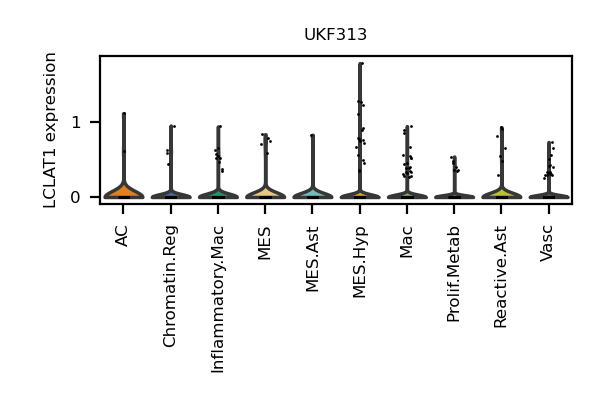 UKF313
LCLAT1 expression
1
0
AC
Chromatin.Reg
Inflammatory.Mac
MES
MES.Ast
MES.Hyp
Mac
Prolif.Metab
Reactive.Ast
Vasc